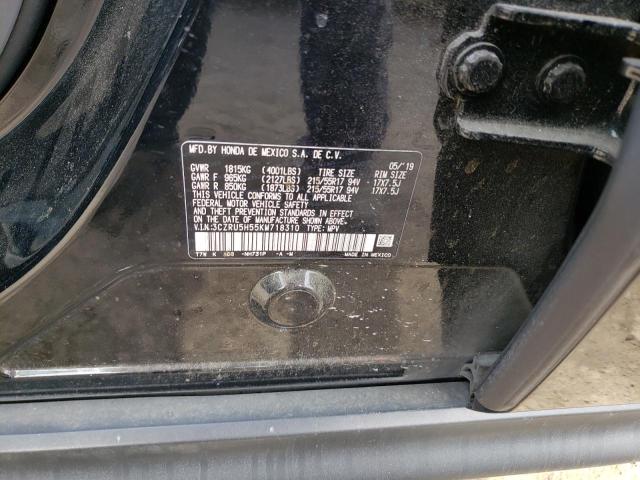 MFD.BY HONDA DE MEXICO S.A. DE C.V. 05/'19
GVWR 1815KG (4001LBS) TIRE SIZE RIM SIZE
GAWR F 965KG (2127LBS) 215/55R17 94V 17X7.5J
GAWR R 850KG (1873LBS) 215/55R17 94V 17X7.5J
THIS VEHICLE CONFORMS TO ALL APPLICABLE
FEDERAL MOTOR VEHICLE SAFETY
STANDARDS IN EFFECT ON THE
DATE OF MANUFACTURE SHOWN ABOVE.
V.I.N:3CZRU5H55KM718310 TYPE: MPV
T7W K NH731P -A -M MADE IN MEXICO